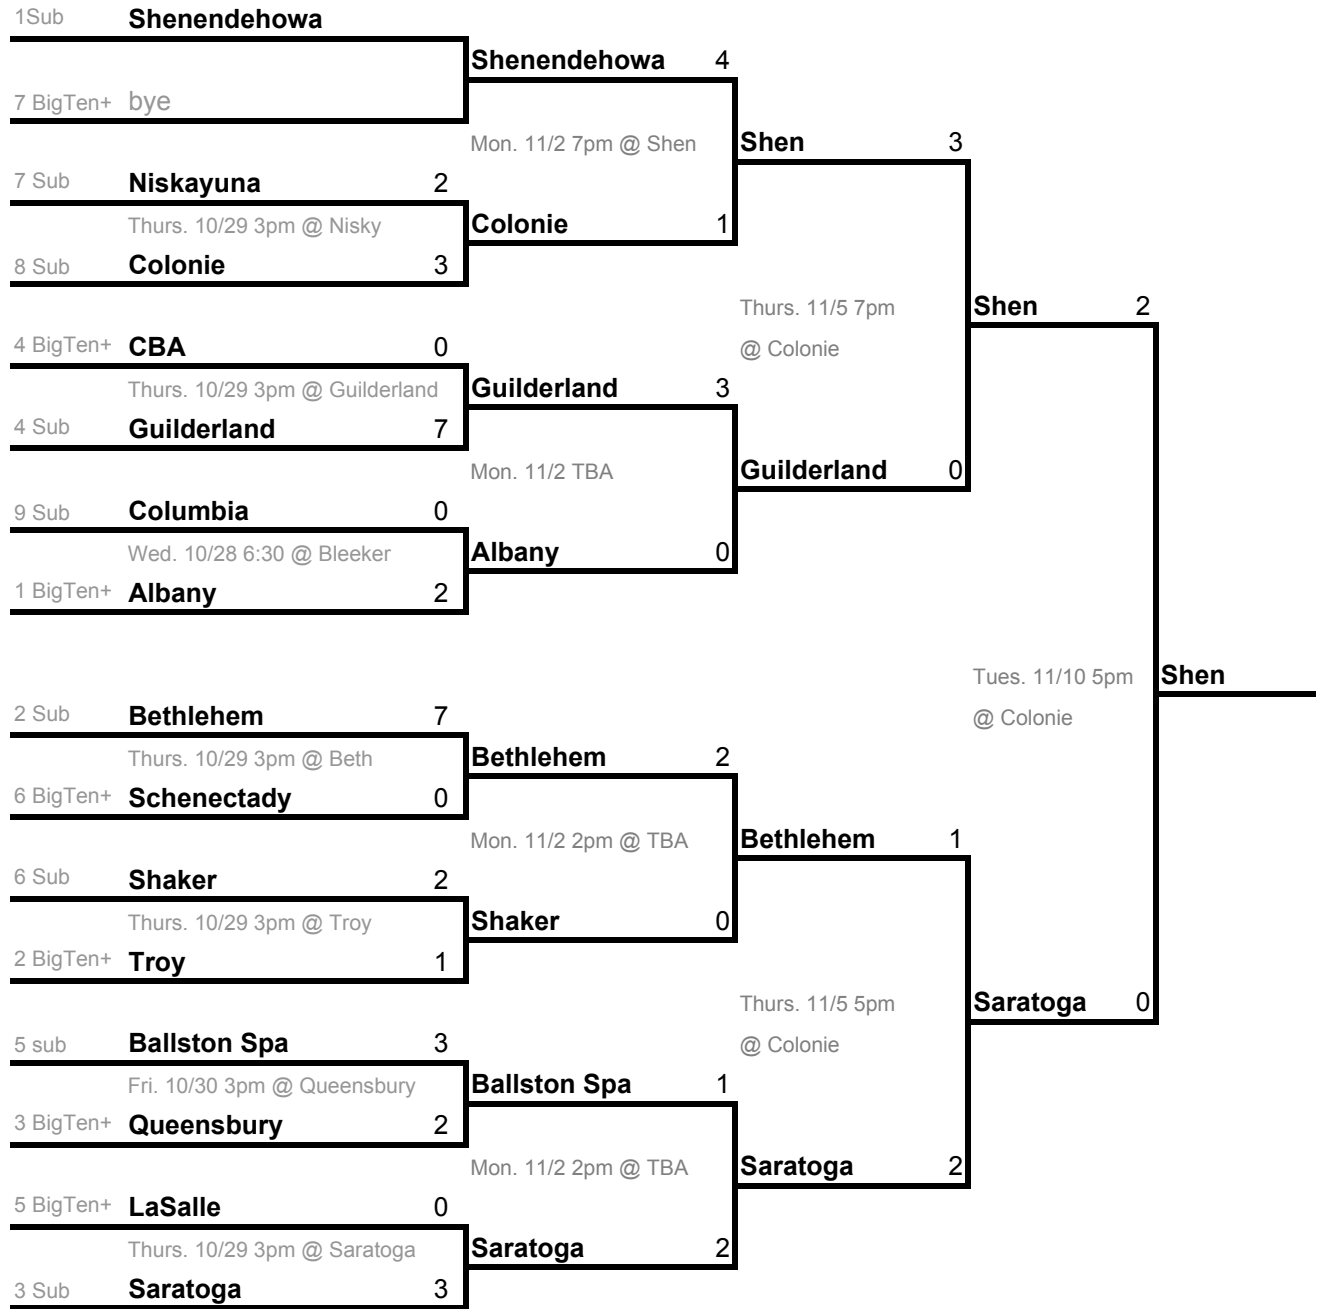 1Sub Shenendehowa
Shenendehowa 4
7 BigTen+ bye
Mon. 11/2 7pm @ Shen
Shen 3
7 Sub Niskayuna 2
Thurs. 10/29 3pm @ Nisky
Colonie 1
8 Sub Colonie 3
Thurs. 11/5 7pm
@ Colonie
Shen 2
4 BigTen+ CBA 0
Thurs. 10/29 3pm @ Guilderland
Guilderland 3
4 Sub Guilderland 7
Mon. 11/2 TBA
Guilderland 0
9 Sub Columbia 0
Wed. 10/28 6:30 @ Bleeker
Albany 0
1 BigTen+ Albany 2
Tues. 11/10 5pm
@ Colonie
Shen
2 Sub Bethlehem 7
Thurs. 10/29 3pm @ Beth
Bethlehem 2
6 BigTen+ Schenectady 0
Mon. 11/2 2pm @ TBA
Bethlehem 1
6 Sub Shaker 2
Thurs. 10/29 3pm @ Troy
Shaker 0
2 BigTen+ Troy 1
Thurs. 11/5 5pm
@ Colonie
Saratoga 0
5 sub Ballston Spa 3
Fri. 10/30 3pm @ Queensbury
Ballston Spa 1
3 BigTen+ Queensbury 2
Mon. 11/2 2pm @ TBA
Saratoga 2
5 BigTen+ LaSalle 0
Thurs. 10/29 3pm @ Saratoga
Saratoga 2
3 Sub Saratoga 3